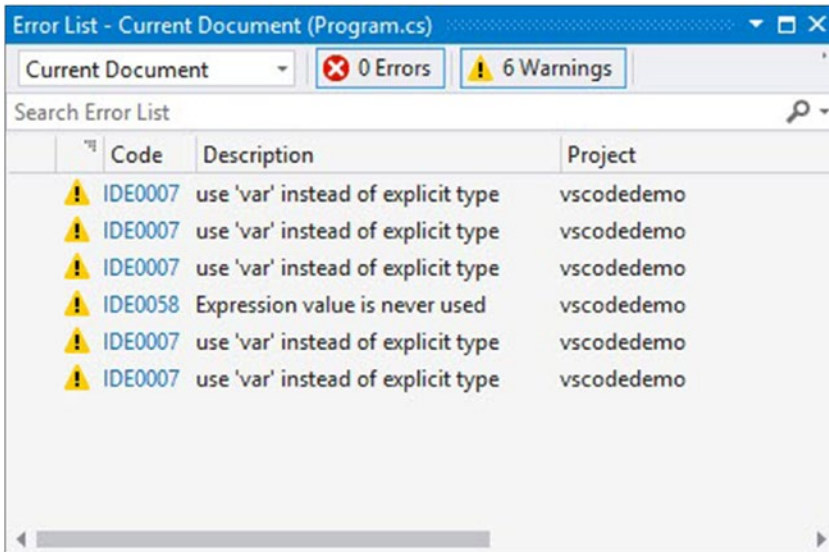 Error List - Current Document (Program.cs)
Current Document 0 Errors 6 Warnings
Search Error List
Code Description Project
IDE0007 use 'var' instead of explicit type vscodedemo
IDE0007 use 'var' instead of explicit type vscodedemo
IDE0007 use 'var' instead of explicit type vscodedemo
IDE0058 Expression value is never used vscodedemo
IDE0007 use 'var' instead of explicit type vscodedemo
IDE0007 use 'var' instead of explicit type vscodedemo